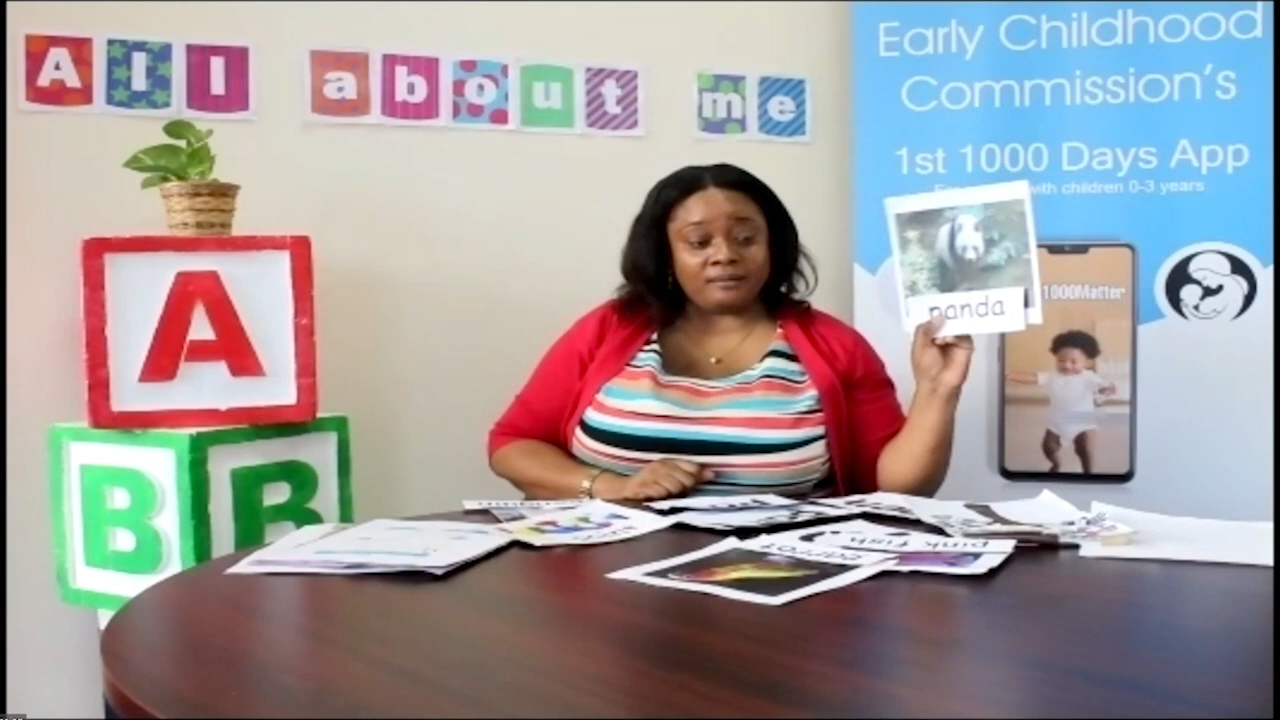 All about me
Early Childhood
Commission's
1st 1000 Days App
with children 0-3 years
1000Matter
panda
A
B B
pink fish
parrot